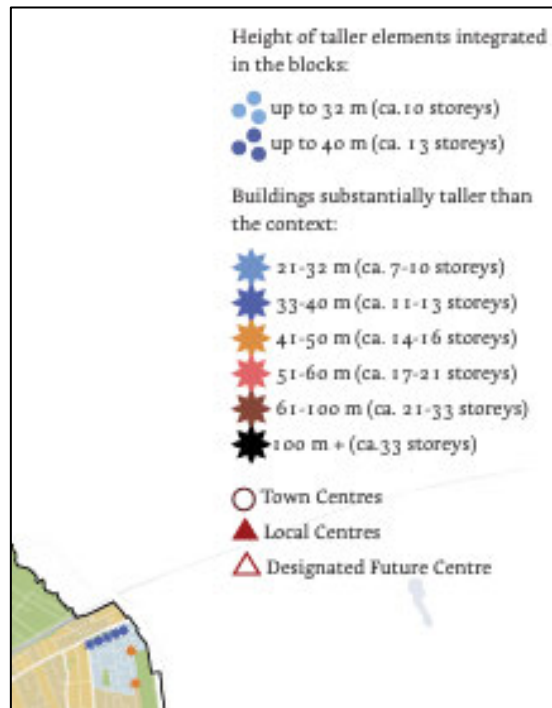 Height of taller elements integrated
in the blocks:
up to 32 m (ca.10 storeys)
up to 40 m (ca. 13 storeys)
Buildings substantially taller than
the context:
21-32 m (ca. 7-10 storeys)
33-40 m (ca. 11-13 storeys)
41-50 m (ca. 14-16 storeys)
51-60 m (ca. 17-21 storeys)
61-100 m (ca. 21-33 storeys)
100 m + (ca.33 storeys)
Town Centres
Local Centres
Designated Future Centre